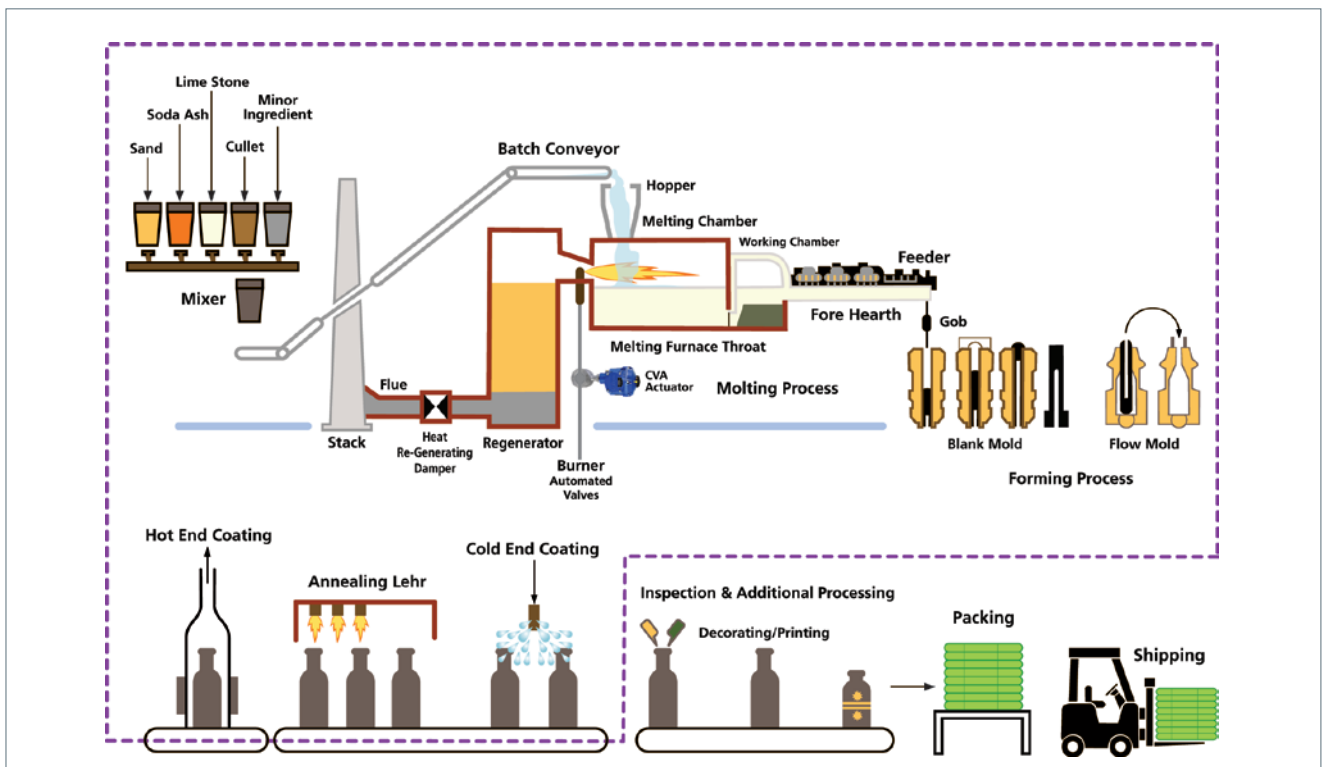 Lime Stone
Minor
Ingredient
Soda Ash
Sand
Cullet
Mixer
Batch Conveyor
Hopper
Melting Chamber
Working Chamber
Feeder
Fore Hearth
Gob
Melting Furnace Throat
CVA
Actuator
Molting Process
Flue
Stack
Heat
Re-Generating
Damper
Regenerator
Burner
Automated
Valves
Blank Mold
Flow Mold
Forming Process
Hot End Coating
Annealing Lehr
Cold End Coating
Inspection & Additional Processing
Decorating/Printing
Packing
Shipping